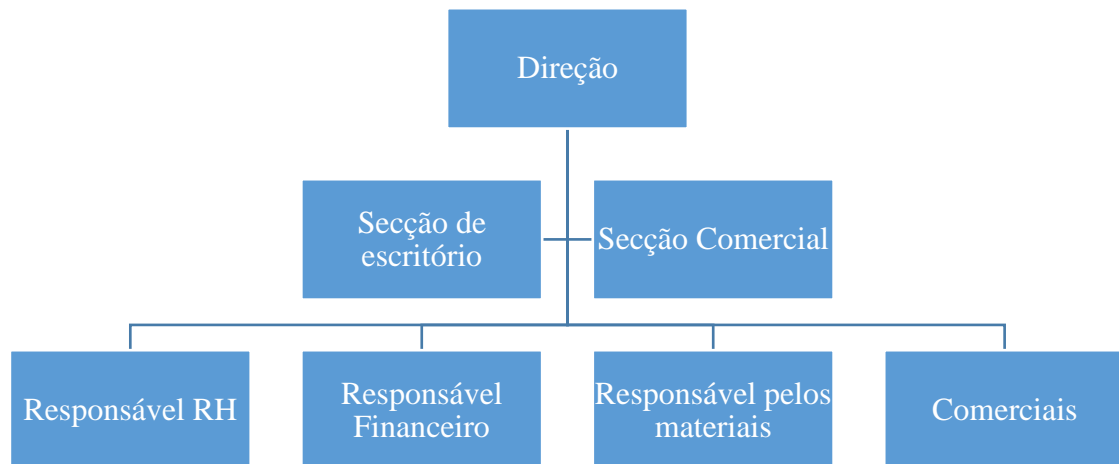 Direção
Secção de
escritório
Secção Comercial
Responsável RH
Responsável
Financeiro
Responsável pelos
materiais
Comerciais